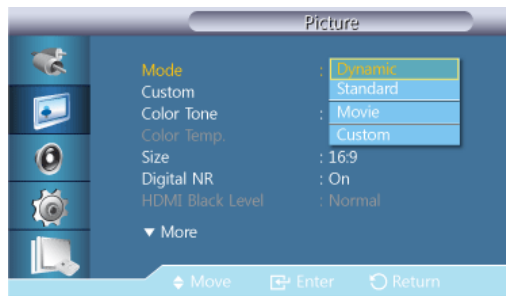 Picture
Mode : Dynamic
Standard
Custom
Color Tone : Movie
Color Temp. Custom
Size : 16:9
Digital NR : On
HDMI Black Level : Normal
▼ More
Move Enter Return